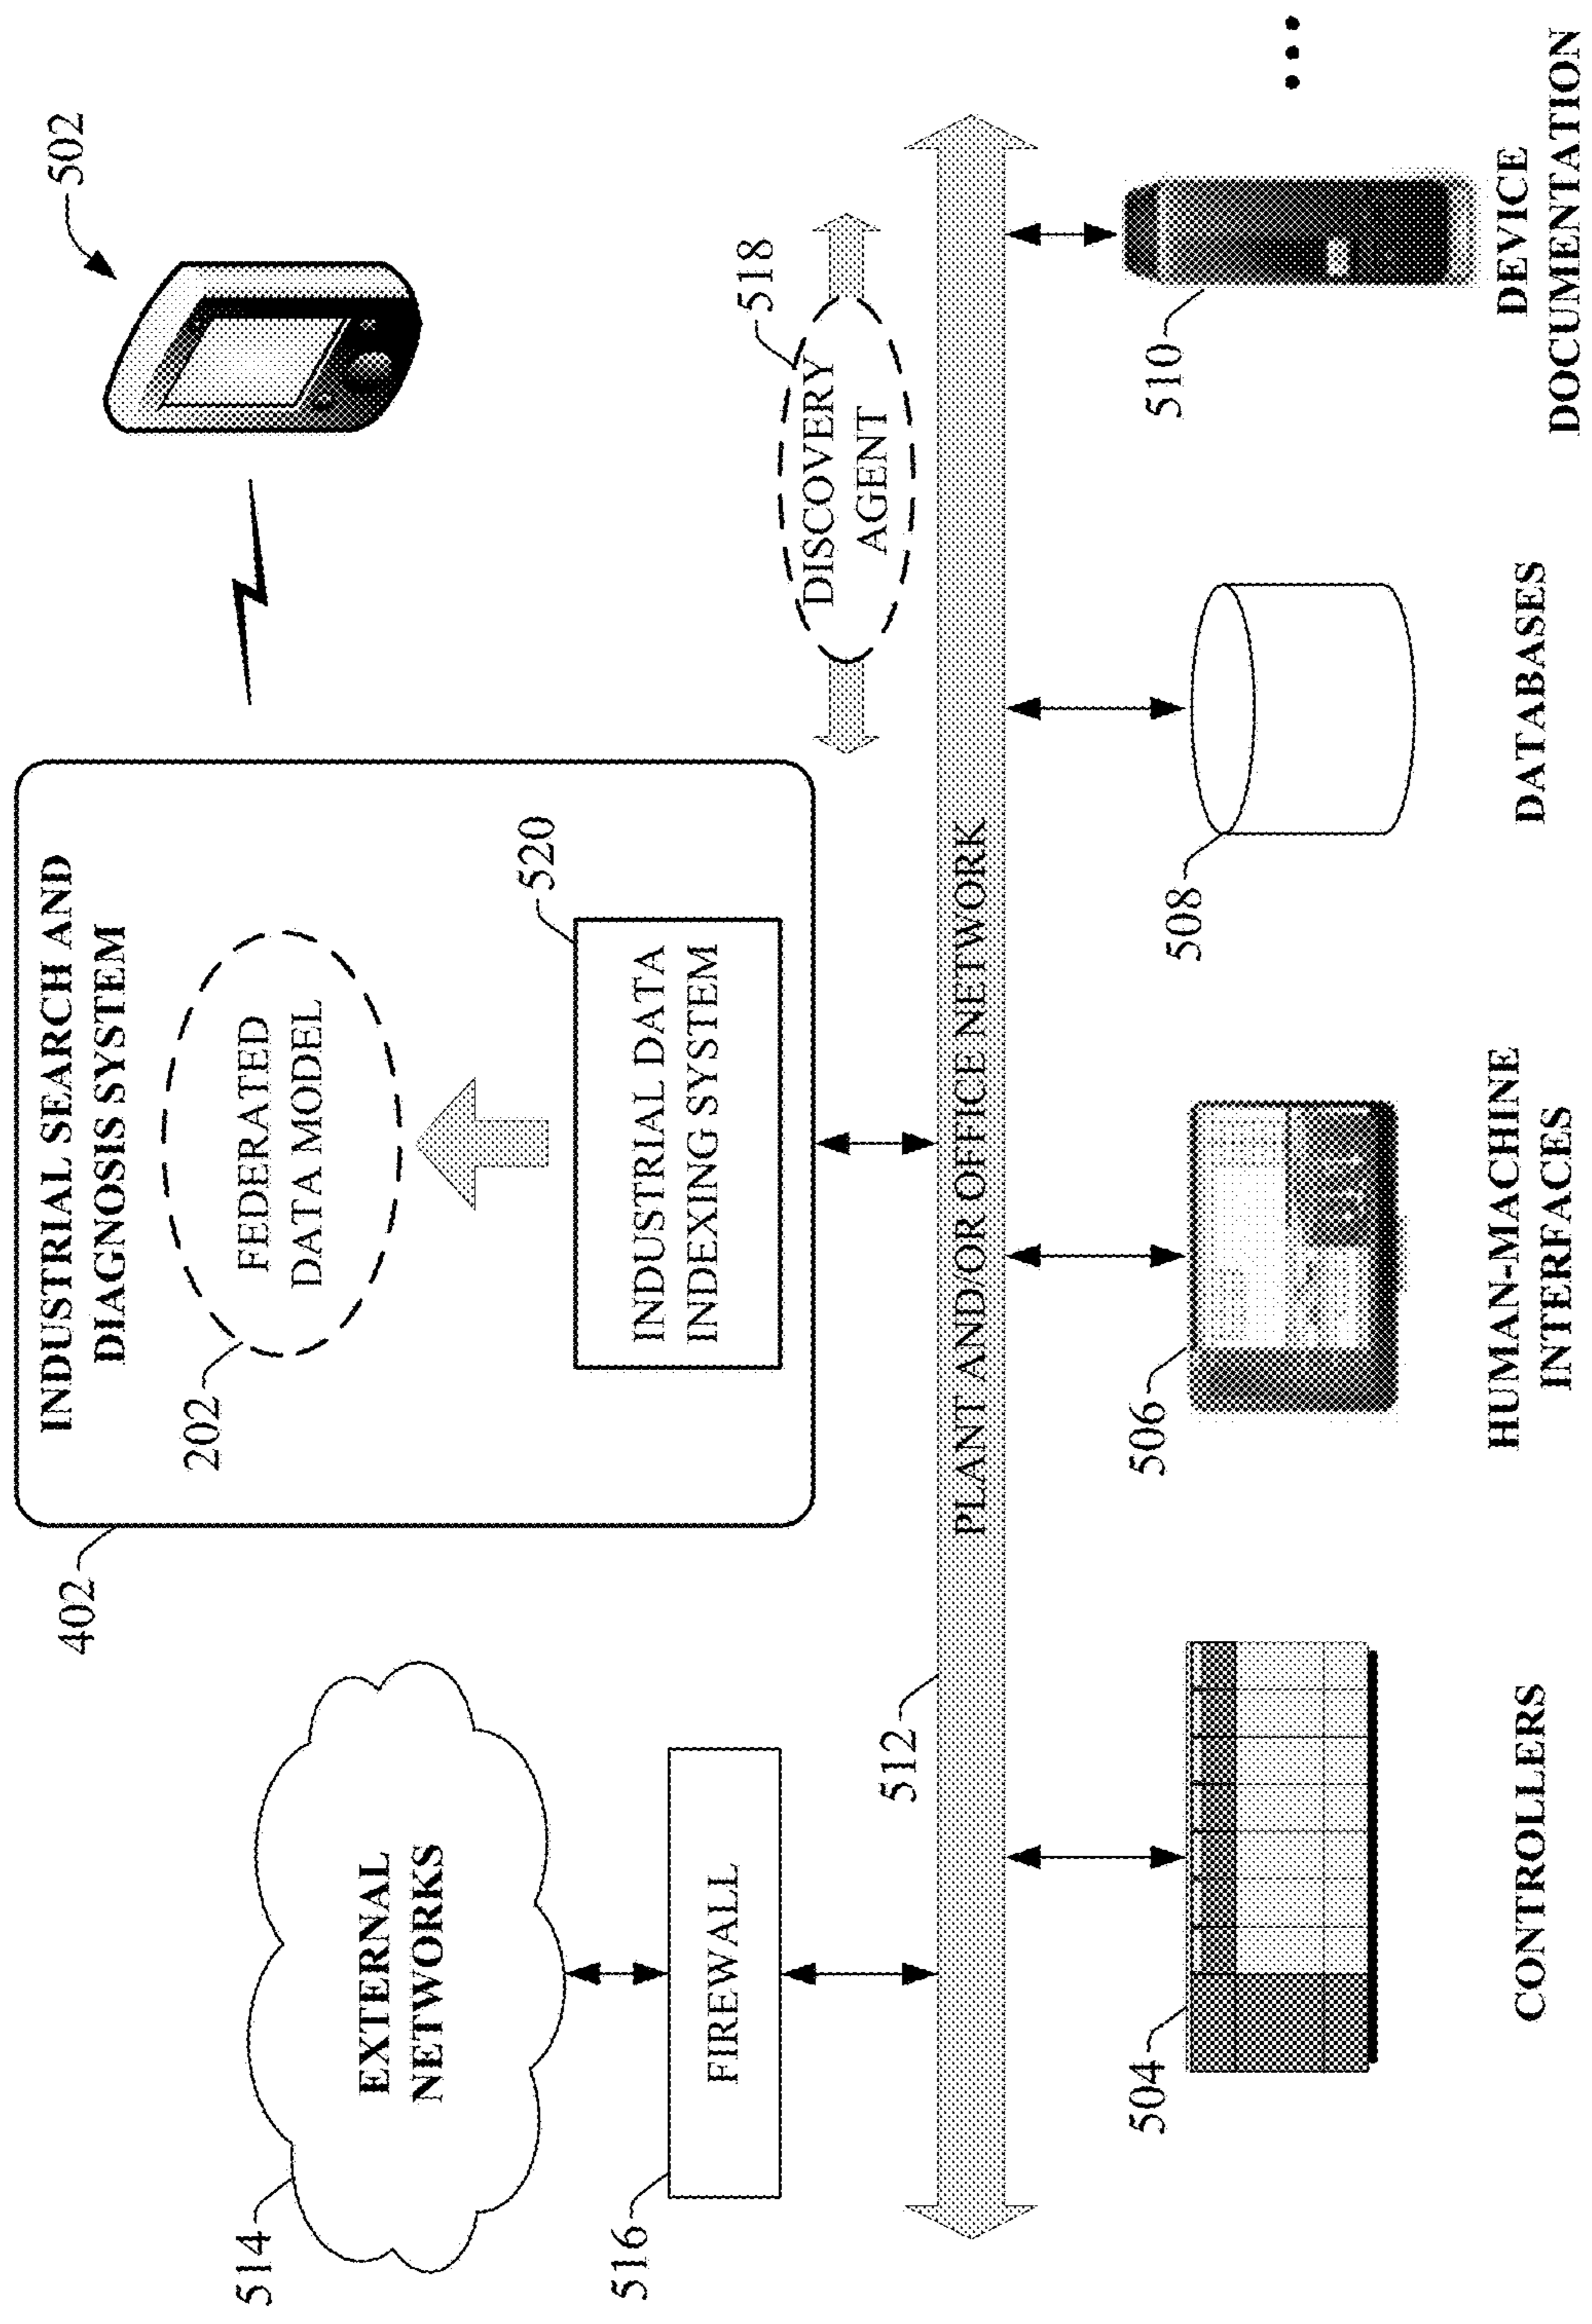 402
INDUSTRIAL SEARCH AND
DIAGNOSIS SYSTEM
502
202
FEDERATED
DATA MODEL
514
EXTERNAL
NETWORKS
520
INDUSTRIAL DATA
INDEXING SYSTEM
516
FIREWALL
518
DISCOVERY
AGENT
512
PLANT AND/OR OFFICE NETWORK
504
506
508
510
CONTROLLERS
HUMAN-MACHINE
INTERFACES
DATABASES
DEVICE
DOCUMENTATION
•••